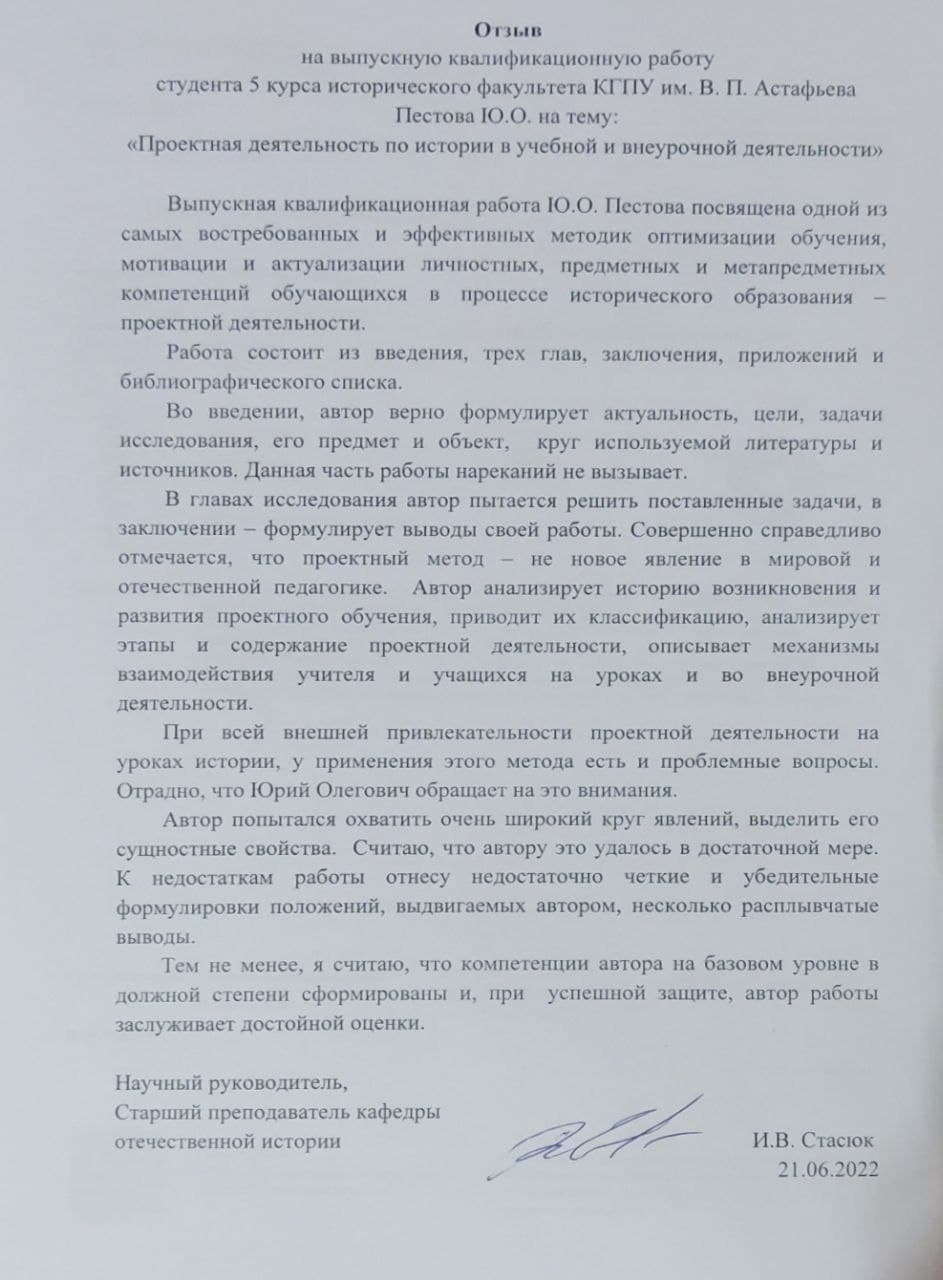 Отзыв
на выпускную квалификационную работу
студента 5 курса исторического факультета КГПУ им. В. П. Астафьева
Пестова Ю.О. на тему:
«Проектная деятельность по истории в учебной и внеурочной деятельности»
Выпускная квалификационная работа Ю.О. Пестова посвящена одной из
самых востребованных и эффективных методик оптимизации обучения,
мотивации и актуализации личностных, предметных и метапредметных
компетенций обучающихся в процессе исторического образования –
проектной деятельности.
Работа состоит из введения, трех глав, заключения, приложений и
библиографического списка.
Во введении, автор верно формулирует актуальность, цели, задачи
исследования, его предмет и объект, круг используемой литературы и
источников. Данная часть работы нареканий не вызывает.
В главах исследования автор пытается решить поставленные задачи, в
заключении – формулирует выводы своей работы. Совершенно справедливо
отмечается, что проектный метод – не новое явление в мировой и
отечественной педагогике. Автор анализирует историю возникновения и
развития проектного обучения, приводит их классификацию, анализирует
этапы и содержание проектной деятельности, описывает механизмы
взаимодействия учителя и учащихся на уроках и во внеурочной
деятельности.
При всей внешней привлекательности проектной деятельности на
уроках истории, у применения этого метода есть и проблемные вопросы.
Отрадно, что Юрий Олегович обращает на это внимания.
Автор попытался охватить очень широкий круг явлений, выделить его
сущностные свойства. Считаю, что автору это удалось в достаточной мере.
К недостаткам работы отнесу недостаточно четкие и убедительные
формулировки положений, выдвигаемых автором, несколько расплывчатые
выводы.
Тем не менее, я считаю, что компетенции автора на базовом уровне в
должной степени сформированы и, при успешной защите, автор работы
заслуживает достойной оценки.
Научный руководитель,
Старший преподаватель кафедры
отечественной истории
И.В. Стасюк
21.06.2022